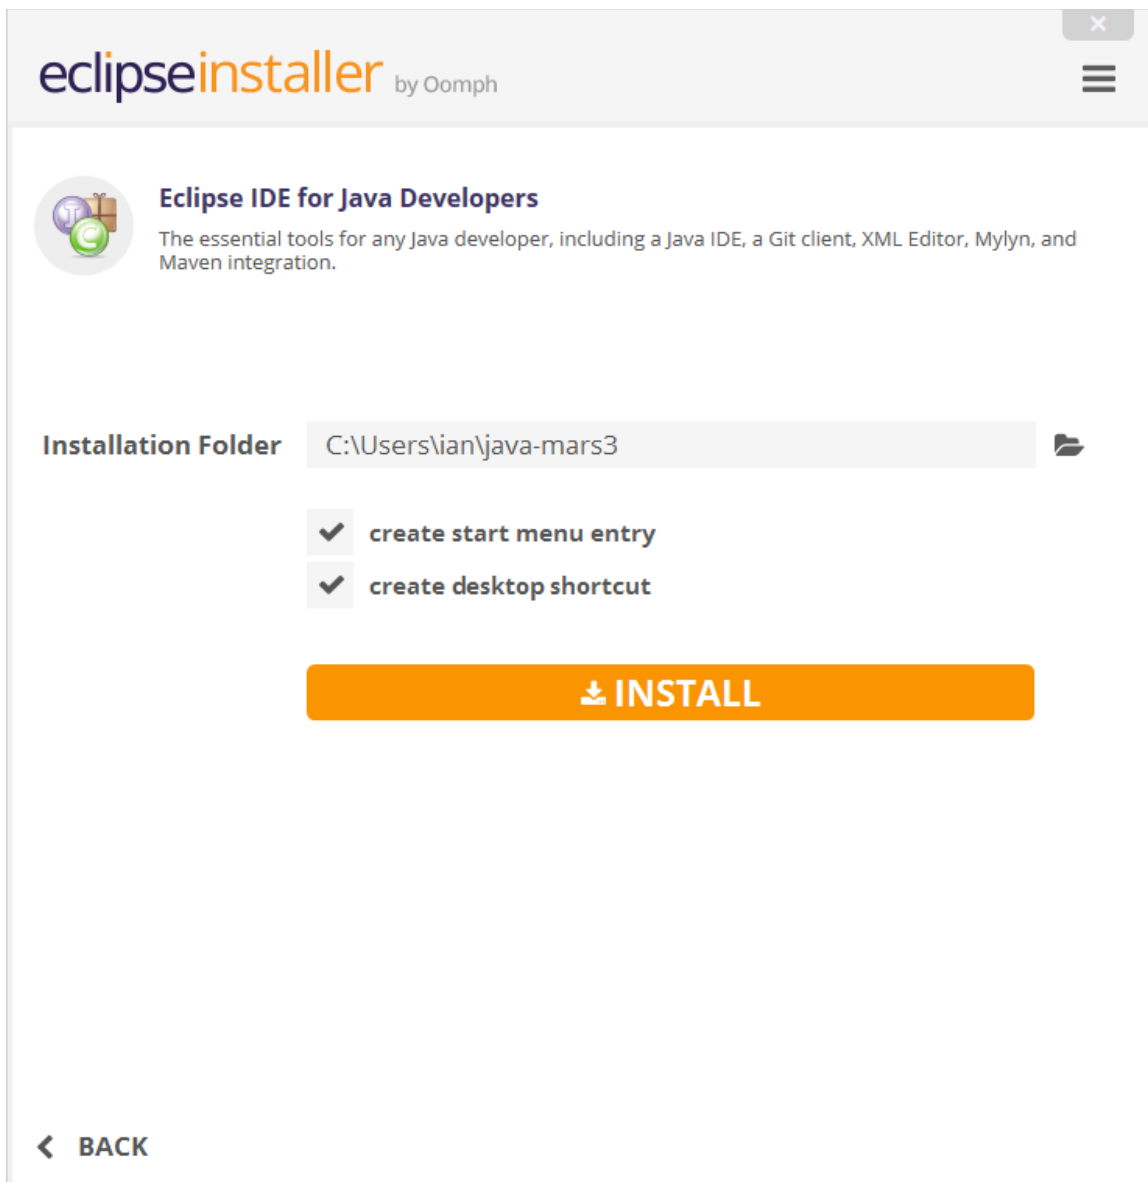 eclipseinstaller by Oomph
Eclipse IDE for Java Developers
The essential tools for any Java developer, including a Java IDE, a Git client, XML Editor, Mylyn, and
Maven integration.
Installation Folder C:\Users\ian\java-mars3
create start menu entry
create desktop shortcut
INSTALL
BACK